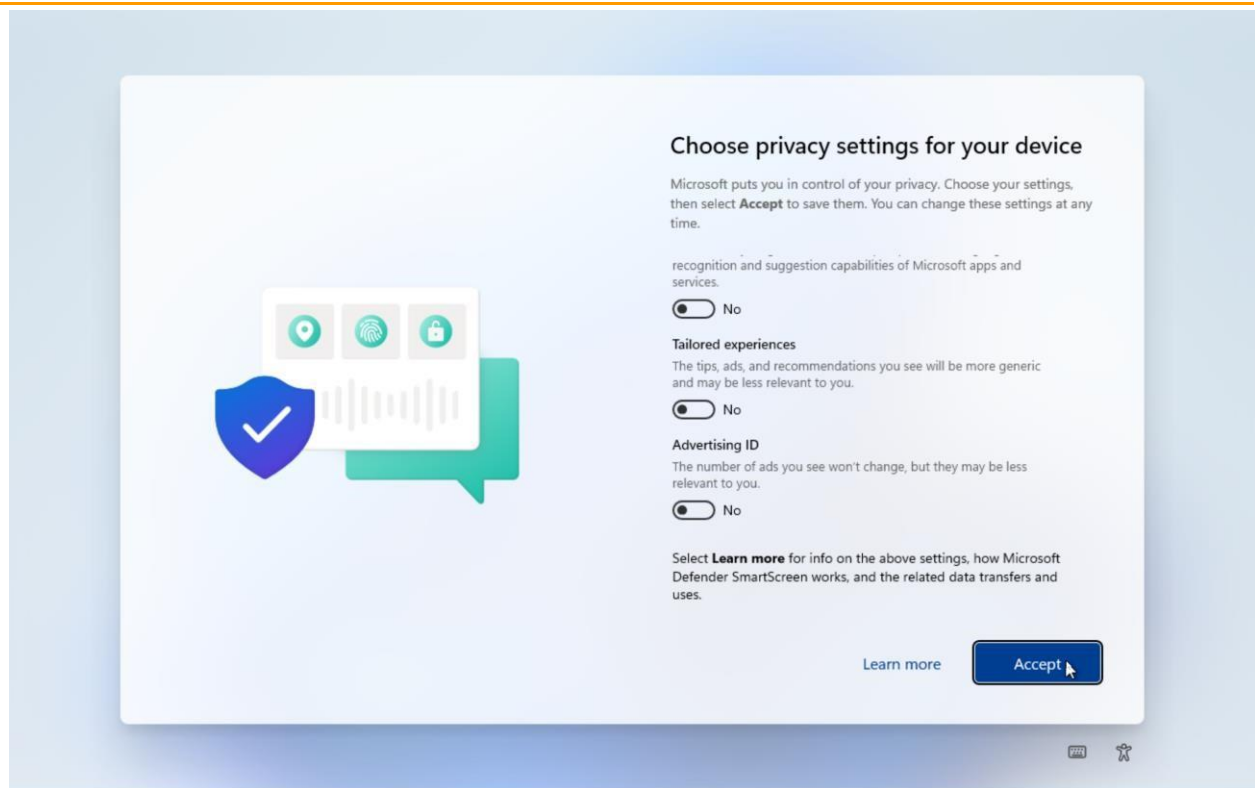 Choose privacy settings for your device
Microsoft puts you in control of your privacy. Choose your settings,
then select Accept to save them. You can change these settings at any
time.
recognition and suggestion capabilities of Microsoft apps and
services.
No
Tailored experiences
The tips, ads, and recommendations you see will be more generic
and may be less relevant to you.
No
Advertising ID
The number of ads you see won't change, but they may be less
relevant to you.
No
Select Learn more for info on the above settings, how Microsoft
Defender SmartScreen works, and the related data transfers and
uses.
Learn more
Accept